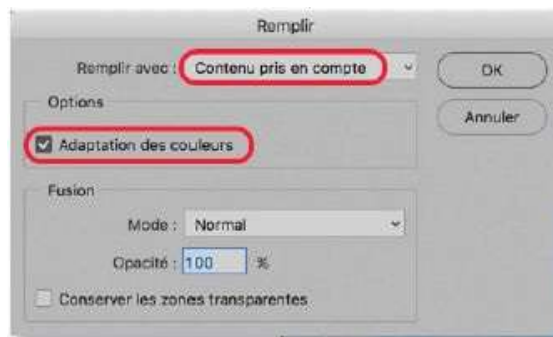 Remplir
Remplir avec : Contenu pris en compte
OK
Options
Annuler
Adaptation des couleurs
Fusion
Mode : Normal
Opacité : 100 %
Conserver les zones transparentes